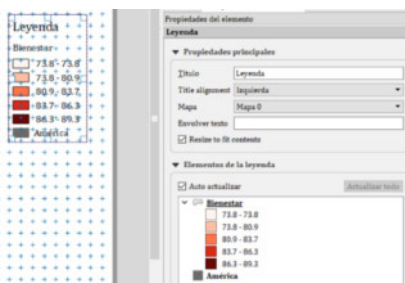 Leyenda
Bienestar
73.8 - 73.8
73.8 - 80.9
80.9 - 83.7
83.7 - 86.3
86.3 - 89.3
América
Propiedades del elemento
Leyenda
Propiedades principales
Título Leyenda
Title alignment Izquierda
Mapa Mapa 0
Envolver texto
Resize to fit contents
Elementos de la leyenda
Auto actualizar Actualizar todo
Bienestar
73.8 - 73.8
73.8 - 80.9
80.9 - 83.7
83.7 - 86.3
86.3 - 89.3
América